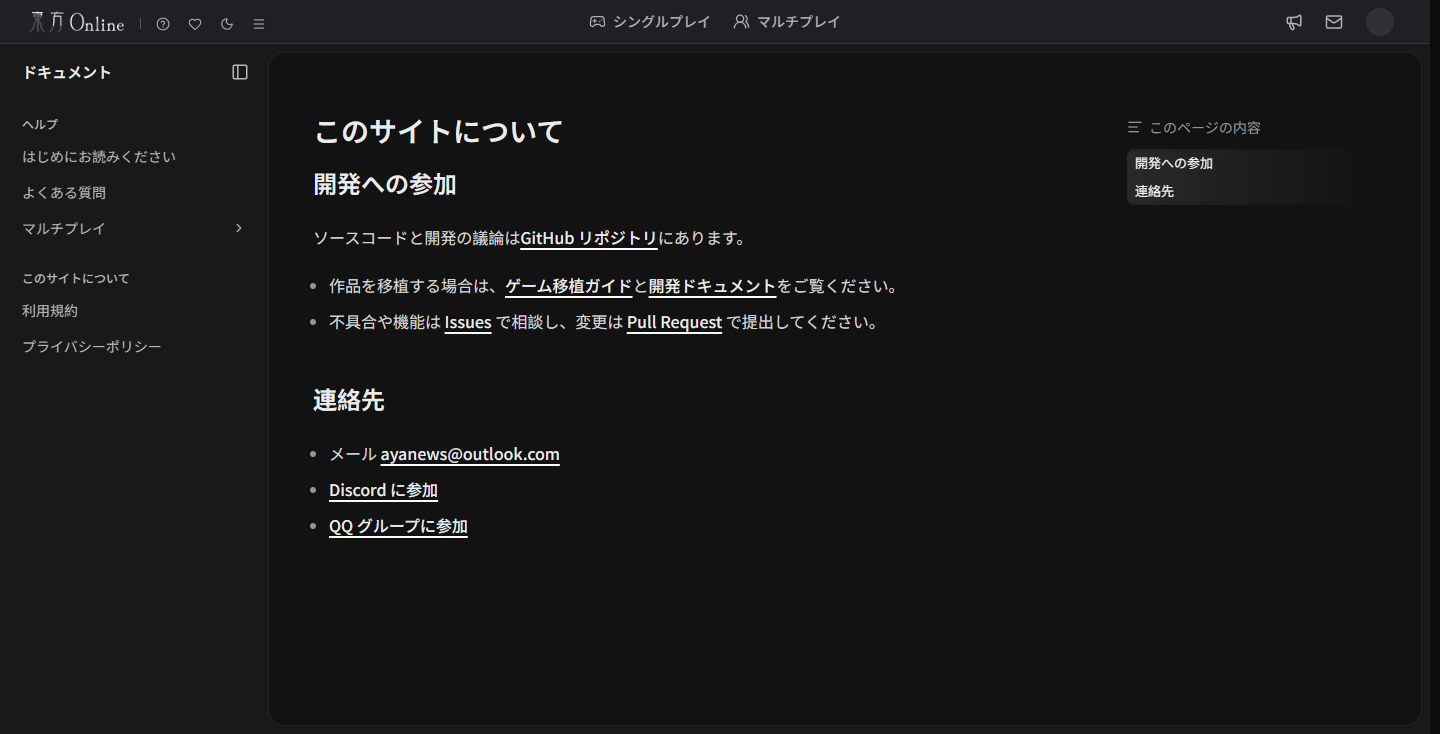 東方Online
シングルプレイ
マルチプレイ
ドキュメント
ヘルプ
はじめにお読みください
よくある質問
マルチプレイ
このサイトについて
利用規約
プライバシーポリシー
このサイトについて
開発への参加
ソースコードと開発の議論はGitHub リポジトリにあります。
作品を移植する場合は、ゲーム移植ガイドと開発ドキュメントをご覧ください。
不具合や機能は Issues で相談し、変更は Pull Request で提出してください。
連絡先
メール ayanews@outlook.com
Discord に参加
QQ グループに参加
このページの内容
開発への参加
連絡先